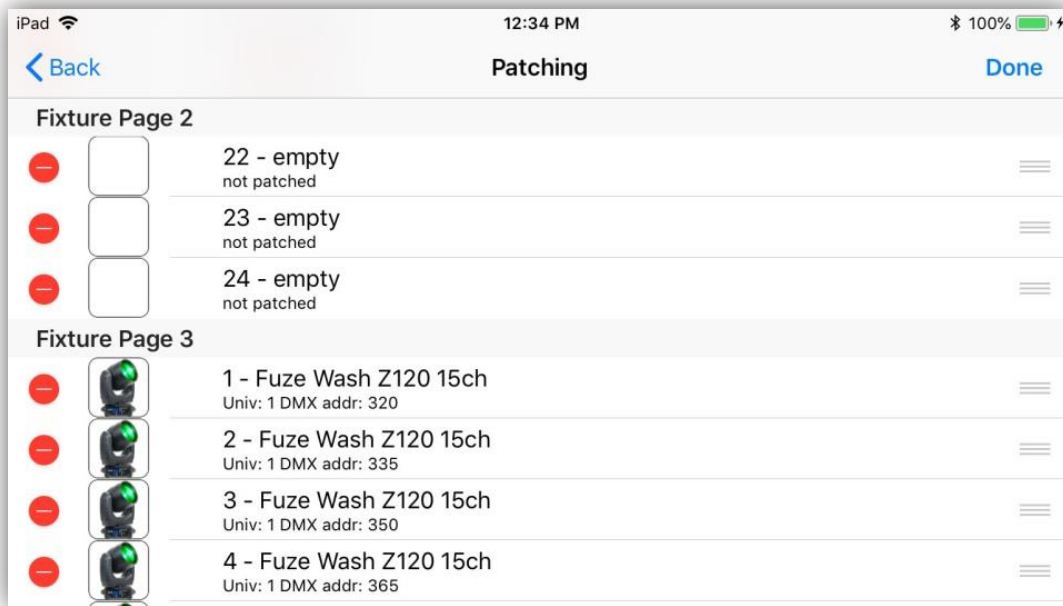 iPad 12:34 PM 100%
Back Patching Done
Fixture Page 2
22 - empty
not patched
23 - empty
not patched
24 - empty
not patched
Fixture Page 3
1 - Fuze Wash Z120 15ch
Univ: 1 DMX addr: 320
2 - Fuze Wash Z120 15ch
Univ: 1 DMX addr: 335
3 - Fuze Wash Z120 15ch
Univ: 1 DMX addr: 350
4 - Fuze Wash Z120 15ch
Univ: 1 DMX addr: 365